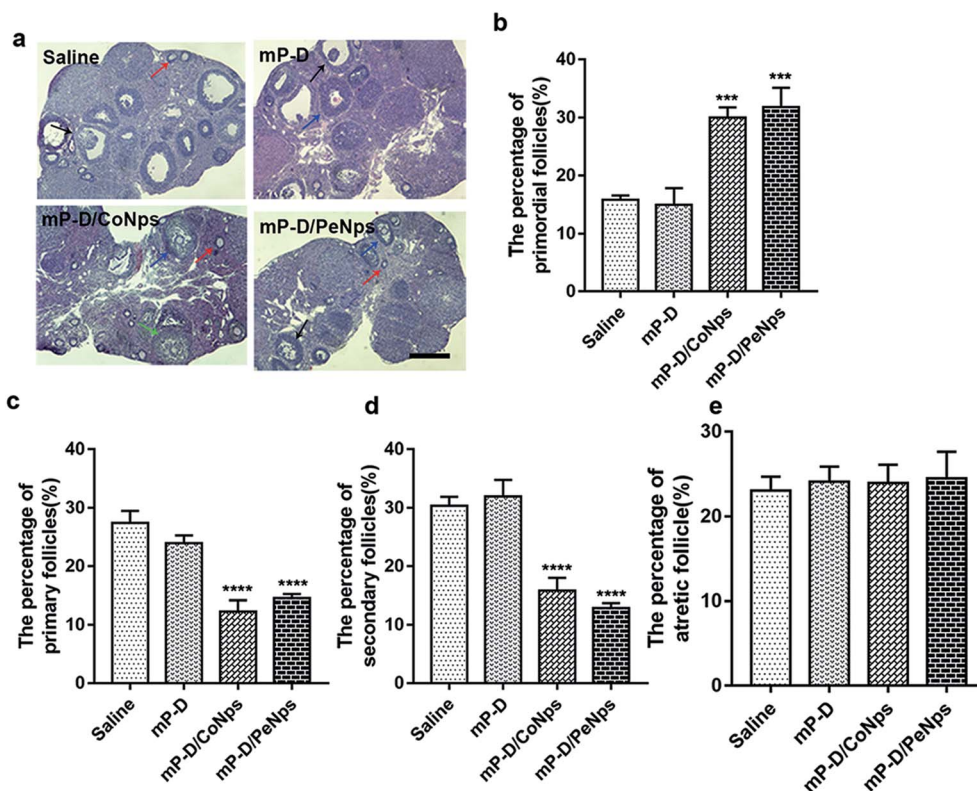 a
Saline
mP-D
mP-D/CoNps
mP-D/PeNps
b
The percentage of
primordial follicles(%)
40
30
20
10
0
***
***
Saline
mP-D
mP-D/CoNps
mP-D/PeNps
c
The percentage of
primary follicles(%)
40
30
20
10
0
****
****
Saline
mP-D
mP-D/CoNps
mP-D/PeNps
d
The percentage of
secondary follicles(%)
40
30
20
10
0
****
****
Saline
mP-D
mP-D/CoNps
mP-D/PeNps
e
The percentage of
atretic follicle(%)
30
20
10
0
Saline
mP-D
mP-D/CoNps
mP-D/PeNps